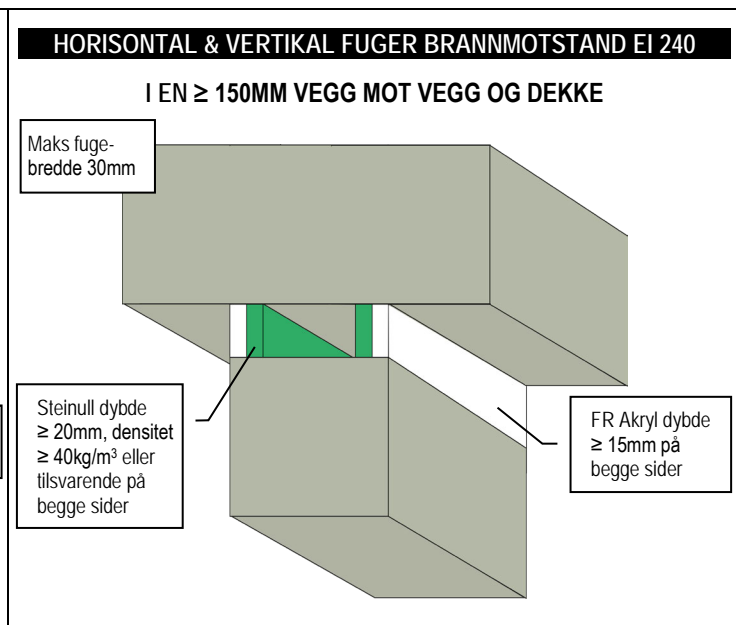 HORISONTAL & VERTIKAL FUGER BRANNMOTSTAND EI 240
I EN ≥ 150MM VEGG MOT VEGG OG DEKKE
Maks fuge-
bredde 30mm
Steinull dybde
≥ 20mm, densitet
≥ 40kg/m³ eller
tilsvarende på
begge sider
FR Akryl dybde
≥ 15mm på
begge sider